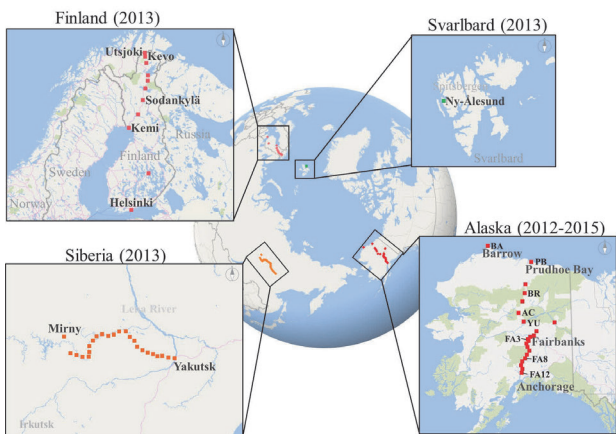 Finland (2013)
Utsjoki
Kevo
Sodankylä
Kemi
Russia
Finland
Sweden
Helsinki
Norway
Svarlbard (2013)
Spitsbergen
Ny-Ålesund
Svarlbard
Siberia (2013)
Lena River
Mirny
Yakutsk
Irkutsk
Alaska (2012-2015)
BA
Barrow
PB
Prudhoe Bay
BR
AC
YU
FA3
Fairbanks
FA8
FA12
Anchorage